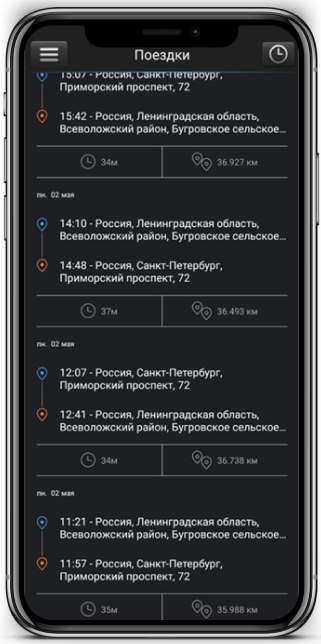 Поездки
15:07 - Россия, Санкт-Петербург,
Приморский проспект, 72
15:42 - Россия, Ленинградская область,
Всеволожский район, Бугровское сельское...
34м
36.927 км
пн. 02 мая
14:10 - Россия, Ленинградская область,
Всеволожский район, Бугровское сельское...
14:48 - Россия, Санкт-Петербург,
Приморский проспект, 72
37м
36.493 км
пн. 02 мая
12:07 - Россия, Санкт-Петербург,
Приморский проспект, 72
12:41 - Россия, Ленинградская область,
Всеволожский район, Бугровское сельское...
34м
36.738 км
пн. 02 мая
11:21 - Россия, Ленинградская область,
Всеволожский район, Бугровское сельское...
11:57 - Россия, Санкт-Петербург,
Приморский проспект, 72
35м
35.988 км